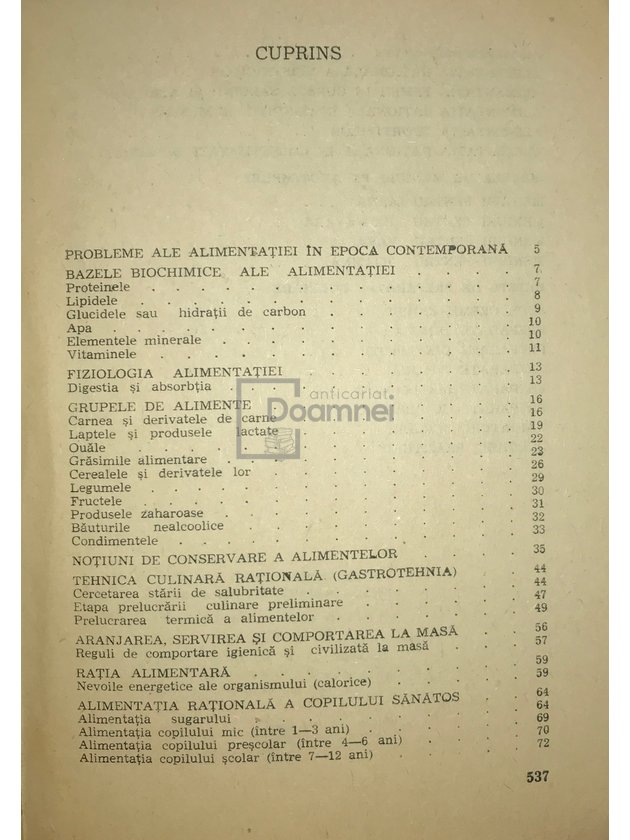 CUPRINS
PROBLEME ALE ALIMENTAȚIEI ÎN EPOCA CONTEMPORANĂ 5
BAZELE BIOCHIMICE ALE ALIMENTAȚIEI . . . . 7
Proteinele . . . . . . . . . . . 7
Lipidele . . . . . . . . . . . 8
Glucidele sau hidrații de carbon . . . . . . 9
Apa . . . . . . . . . . . . 10
Elementele minerale . . . . . . . . . 10
Vitaminele . . . . . . . . . . . 11
FIZIOLOGIA ALIMENTAȚIEI . . . . . . . 13
Digestia și absorbția . . . . . . . . . 13
anticariat
Doamnei
GRUPELE DE ALIMENTE . . . . . . . . 16
Carnea și derivatele de carne . . . . . . . 16
Laptele și produsele lactate . . . . . . . 19
Ouăle . . . . . . . . . . . . 22
Grăsimile alimentare . . . . . . . . . 23
Cerealele și derivatele lor . . . . . . . . 26
Legumele . . . . . . . . . . . 29
Fructele . . . . . . . . . . . 30
Produsele zaharoase . . . . . . . . . 31
Băuturile nealcoolice . . . . . . . . 32
Condimentele . . . . . . . . . . 33
NOȚIUNI DE CONSERVARE A ALIMENTELOR . . . . 35
TEHNICA CULINARĂ RAȚIONALĂ (GASTROTEHNIA) . . 44
Cercetarea stării de salubritate . . . . . . . 44
Etapa prelucrării culinare preliminare . . . . . 47
Prelucrarea termică a alimentelor . . . . . . 49
ARANJAREA, SERVIREA ȘI COMPORTAREA LA MASĂ . . 56
Reguli de comportare igienică și civilizată la masă . . . 57
RAȚIA ALIMENTARĂ . . . . . . . . . 59
Nevoile energetice ale organismului (calorice) . . . . 59
ALIMENTAȚIA RAȚIONALĂ A COPILULUI SĂNĂTOS . . 64
Alimentația sugarului . . . . . . . . 64
Alimentația copilului mic (între 1—3 ani) . . . . . 69
Alimentația copilului preșcolar (între 4—6 ani) . . . . 70
Alimentația copilului școlar (între 7—12 ani) . . . . 72
537